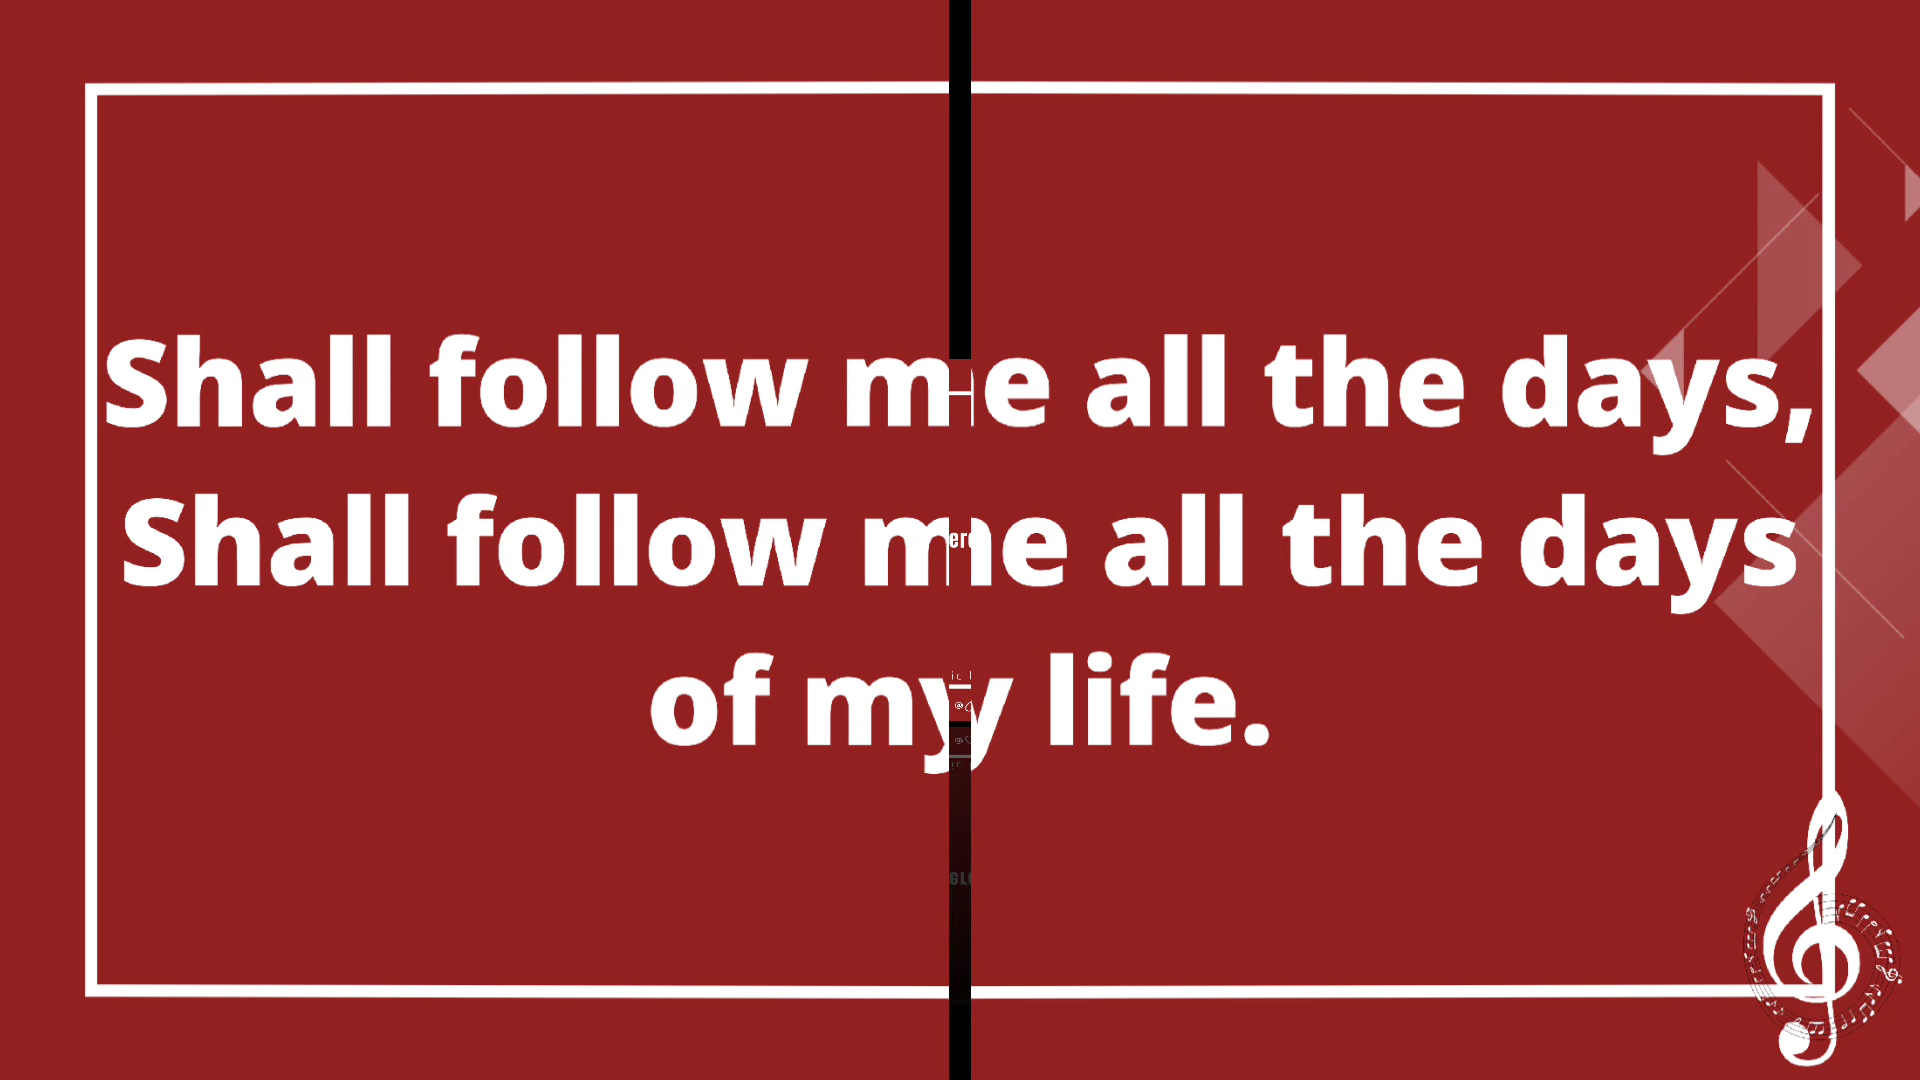 Shall follow me all the days,
Shall follow me all the days
of my life.